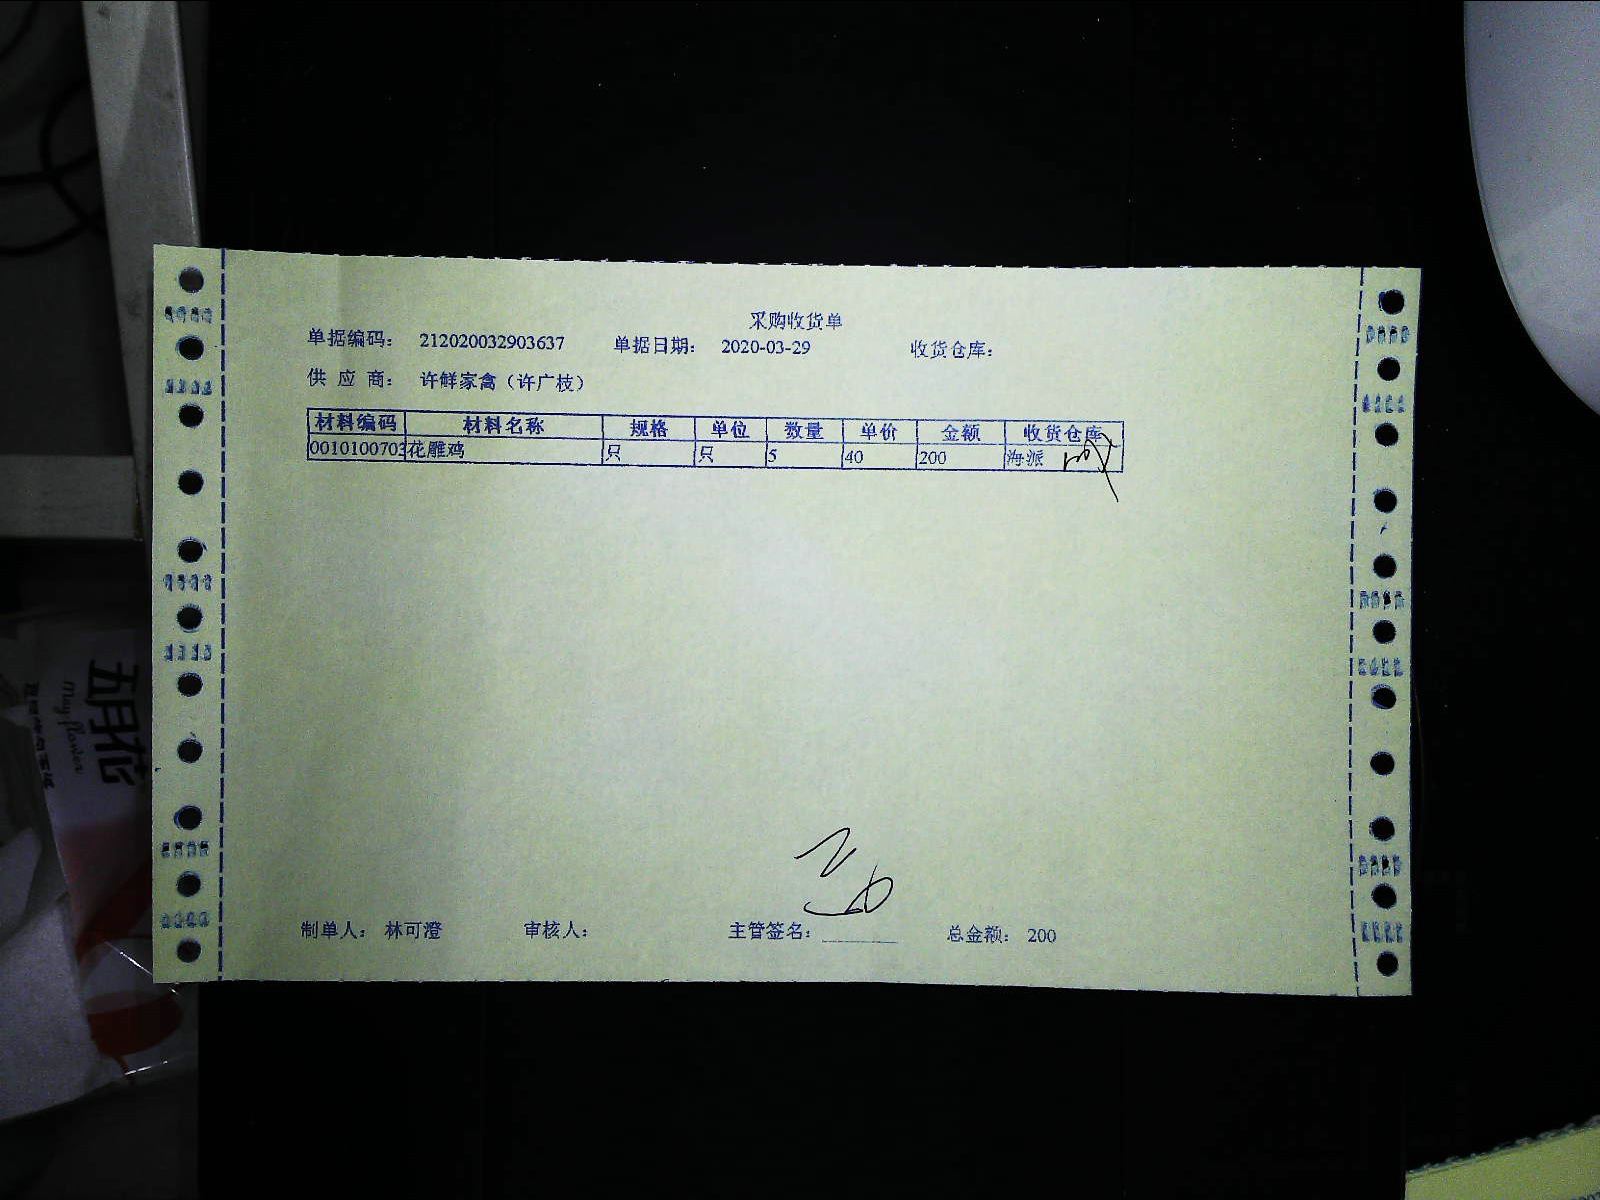 采购收货单
单据编码： 212020032903637 单据日期： 2020-03-29 收货仓库：
供 应 商： 许鲜家禽（许广枝）
材料编码 材料名称 规格 单位 数量 单价 金额 收货仓库
0010100703 花雕鸡 只 只 5 40 200 海派
制单人： 林可澄 审核人： 主管签名： 总金额： 200
五月花
Mayflower